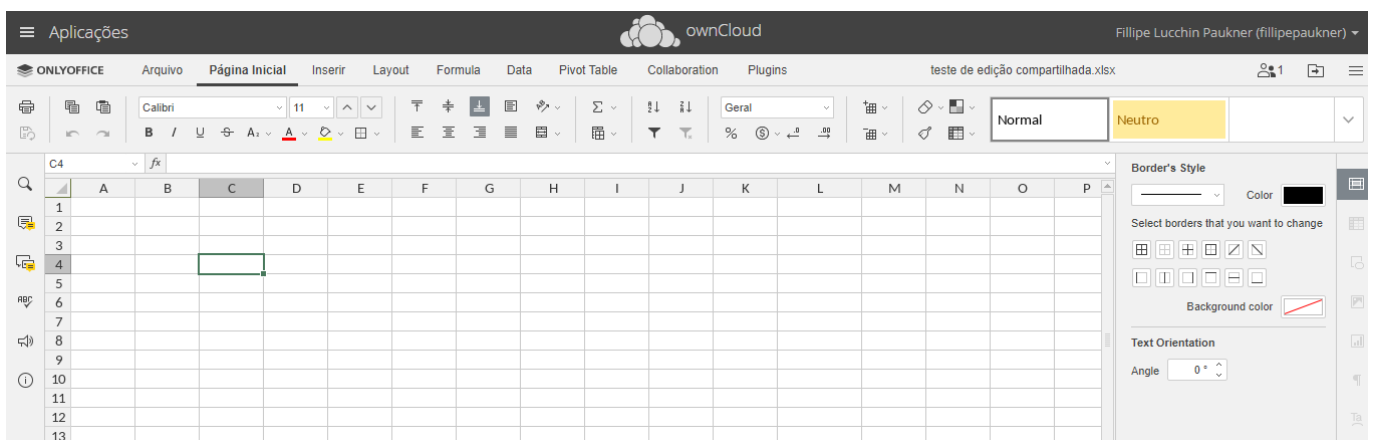 Aplicações ownCloud Fillipe Lucchin Paukner (fillipepaukner)
ONLYOFFICE Arquivo Página Inicial Inserir Layout Formula Data Pivot Table Collaboration Plugins teste de edição compartilhada.xlsx 1
Calibri 11 Geral
B I U A A % Normal Neutro
C4 fx
Border's Style
A B C D E F G H I J K L M N O P
Color
1
2
Select borders that you want to change
3
4
5
6
Background color
7
8
Text Orientation
9
10
Angle 0 °
11
12
13
ABC